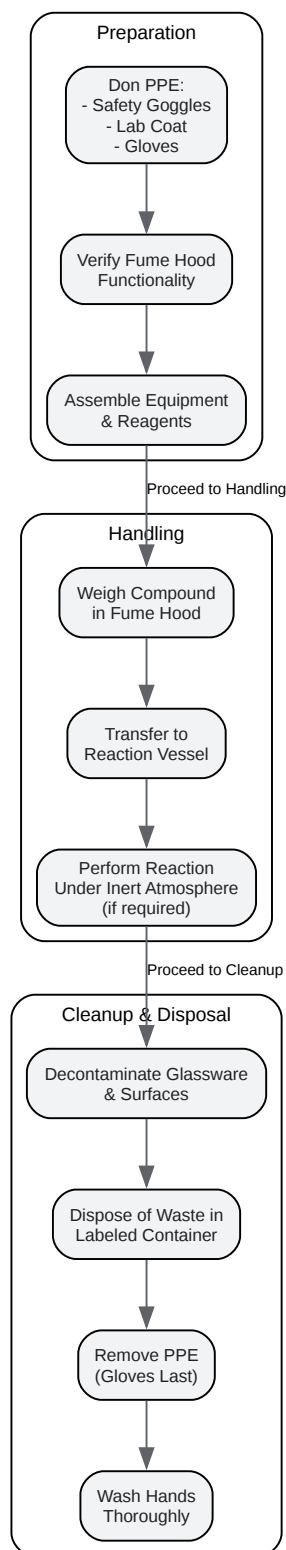 Preparation
Don PPE:
- Safety Goggles
- Lab Coat
- Gloves
Verify Fume Hood
Functionality
Assemble Equipment
& Reagents
Proceed to Handling
Handling
Weigh Compound
in Fume Hood
Transfer to
Reaction Vessel
Perform Reaction
Under Inert Atmosphere
(if required)
Proceed to Cleanup
Cleanup & Disposal
Decontaminate Glassware
& Surfaces
Dispose of Waste in
Labeled Container
Remove PPE
(Gloves Last)
Wash Hands
Thoroughly